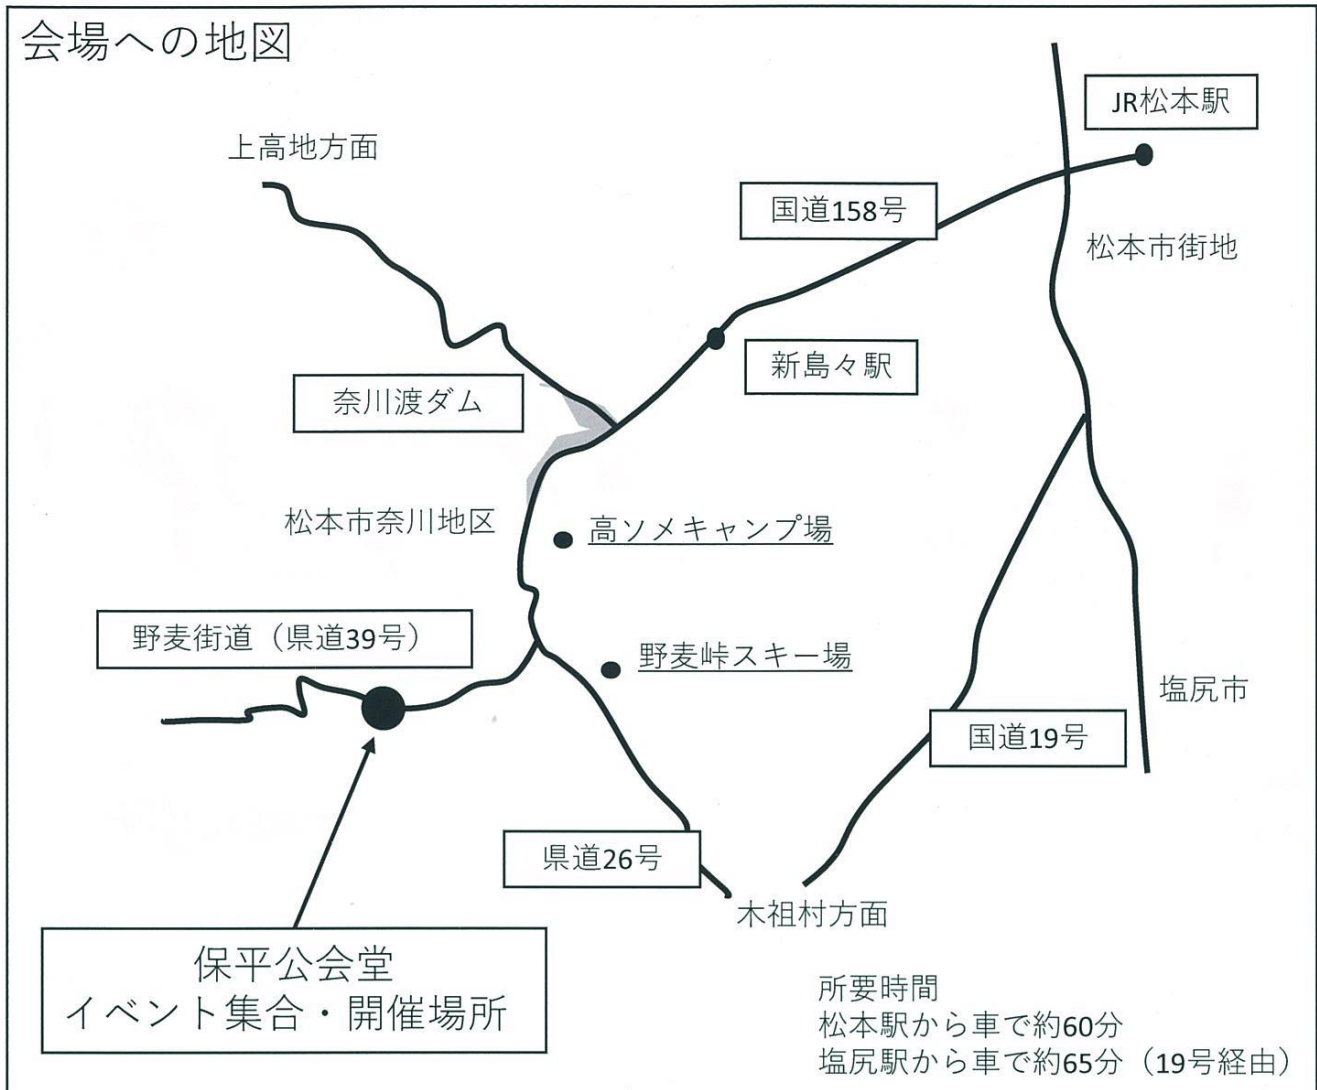 会場への地図
JR松本駅
上高地方面
国道158号
松本市街地
新島々駅
奈川渡ダム
松本市奈川地区
高ソメキャンプ場
野麦街道（県道39号）
野麦峠スキー場
塩尻市
国道19号
県道26号
木祖村方面
保平公会堂
イベント集合・開催場所
所要時間
松本駅から車で約60分
塩尻駅から車で約65分（19号経由）